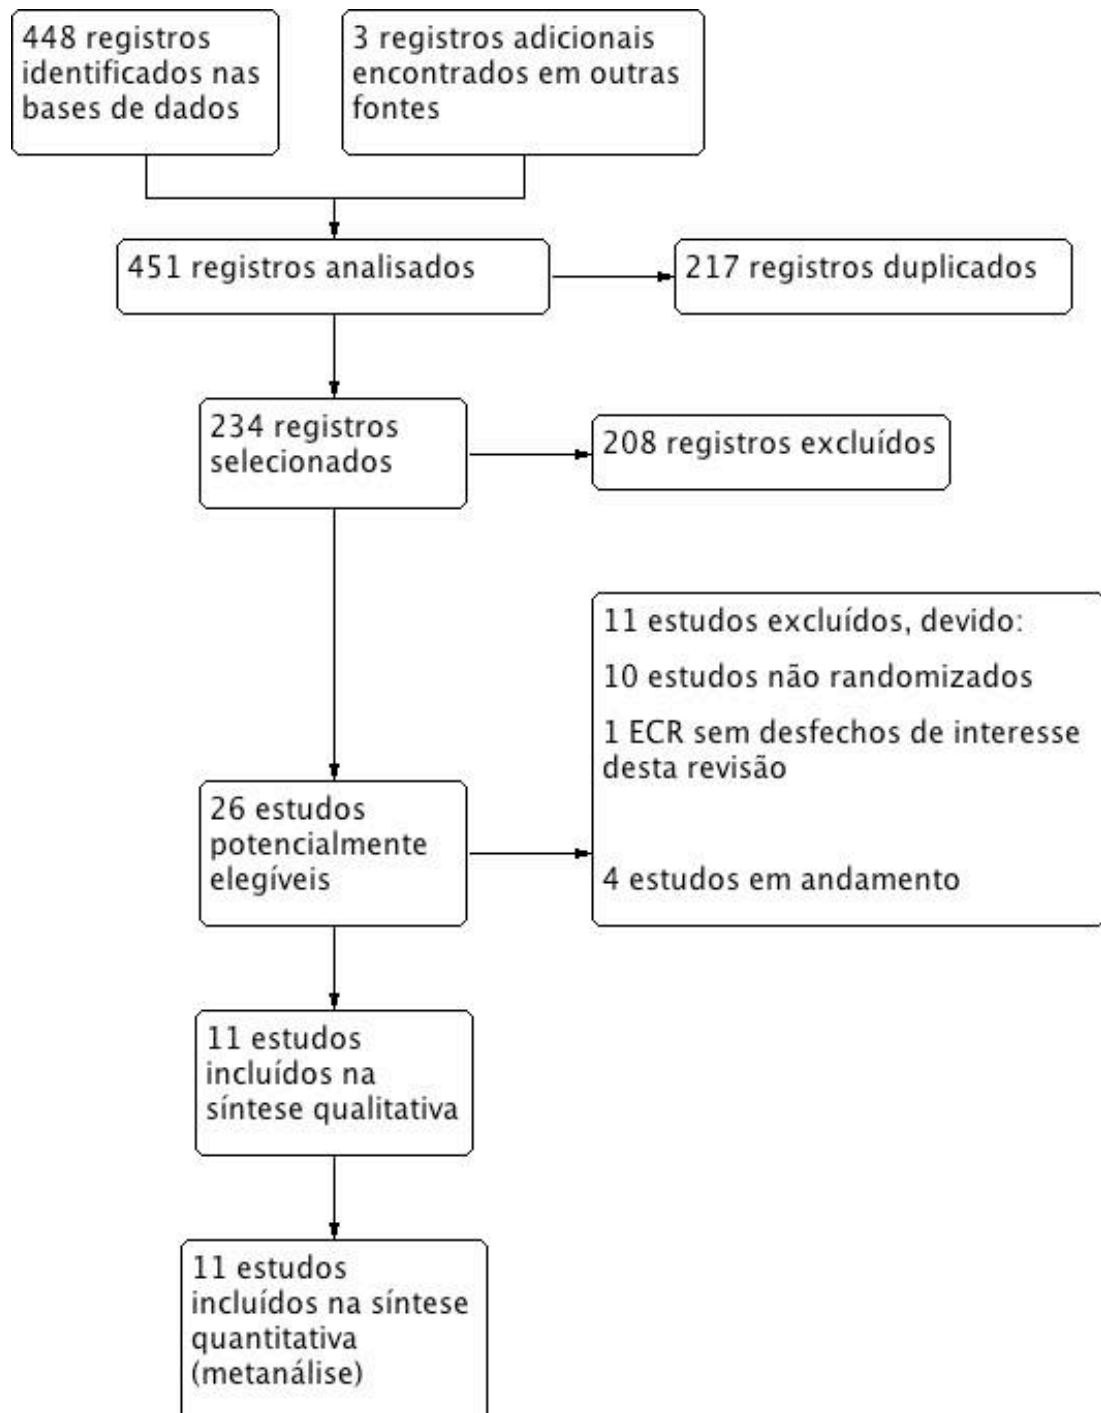 448 registros
identificados nas
bases de dados
3 registros adicionais
encontrados em outras
fontes
451 registros analisados
217 registros duplicados
234 registros
selecionados
208 registros excluídos
11 estudos excluídos, devido:
10 estudos não randomizados
1 ECR sem desfechos de interesse
desta revisão
4 estudos em andamento
26 estudos
potencialmente
elegíveis
11 estudos
incluídos na
síntese qualitativa
11 estudos
incluídos na síntese
quantitativa
(metanálise)